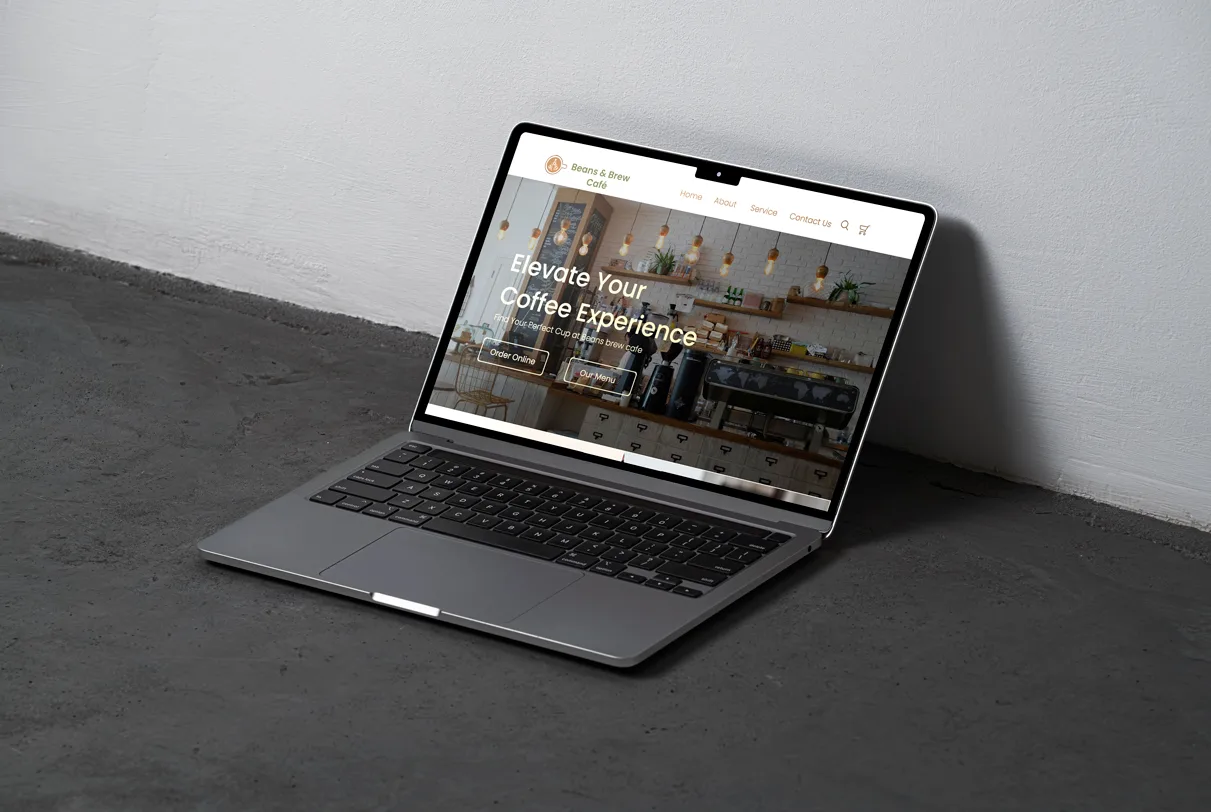 Beans & Brew
Café
Home About Service Contact Us
Elevate Your
Coffee Experience
Find Your Perfect Cup at Beans brew cafe
Order Online
Our Menu